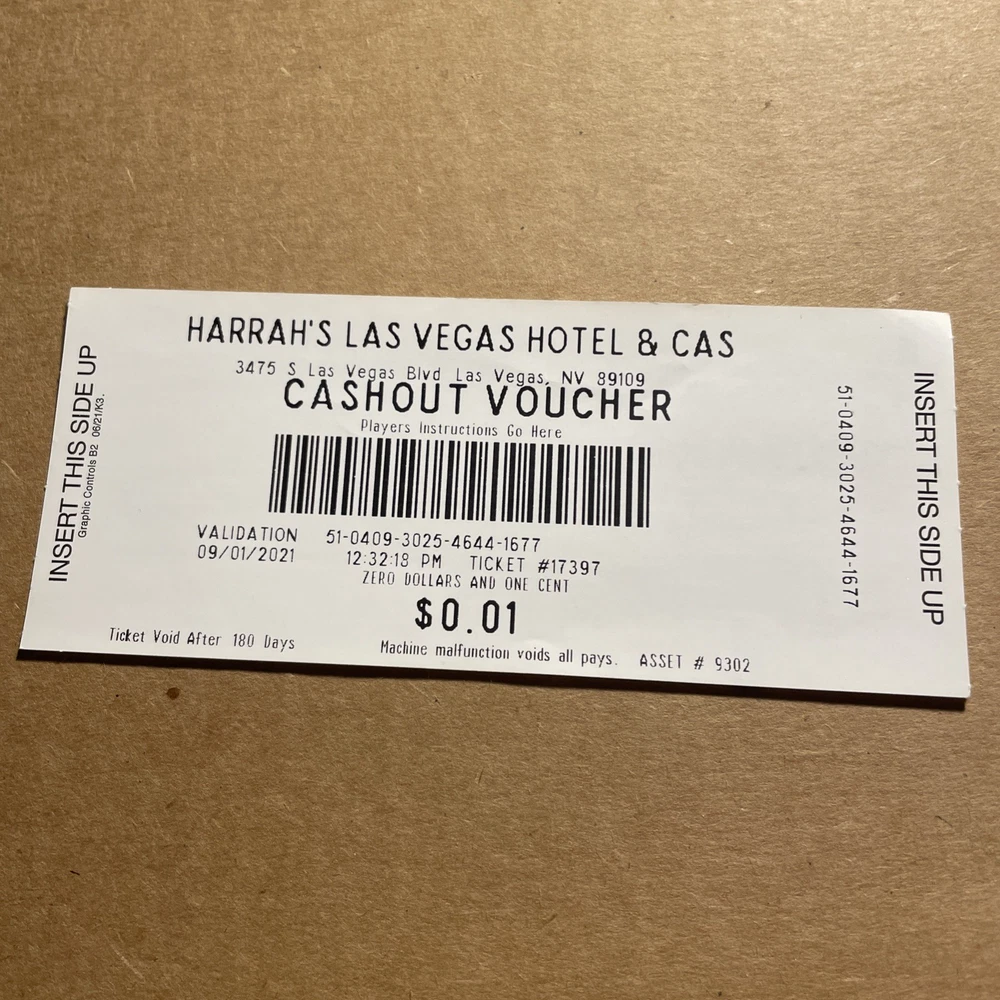 HARRAH'S LAS VEGAS HOTEL & CAS
3475 S Las Vegas Blvd Las Vegas, NV 89109
CASHOUT VOUCHER
Players Instructions Go Here
VALIDATION 51-0409-3025-4644-1677
09/01/2021 12:32:18 PM TICKET #17397
ZERO DOLLARS AND ONE CENT
$0.01
Ticket Void After 180 Days Machine malfunction voids all pays. ASSET # 9302
INSERT THIS SIDE UP
Graphic Controls B2 06/21/K3.
51-0409-3025-4644-1677
INSERT THIS SIDE UP